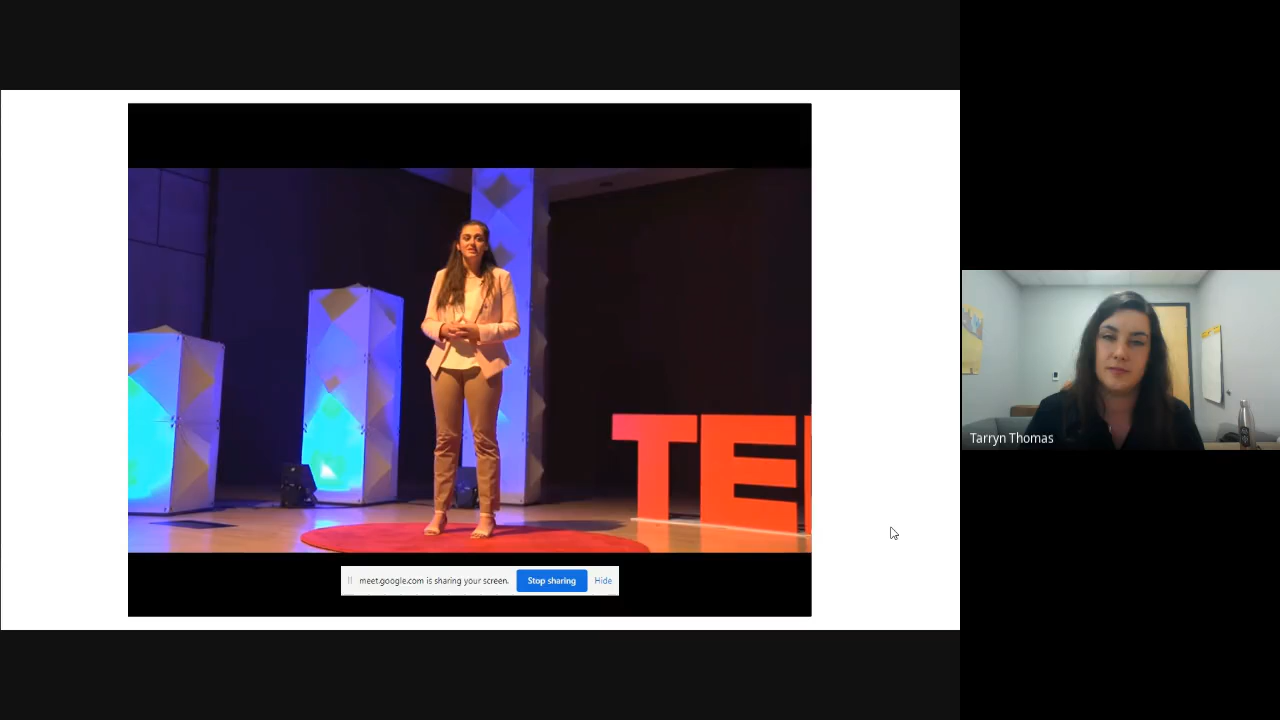 TE
meet.google.com is sharing your screen.
Stop sharing
Hide
Tarryn Thomas